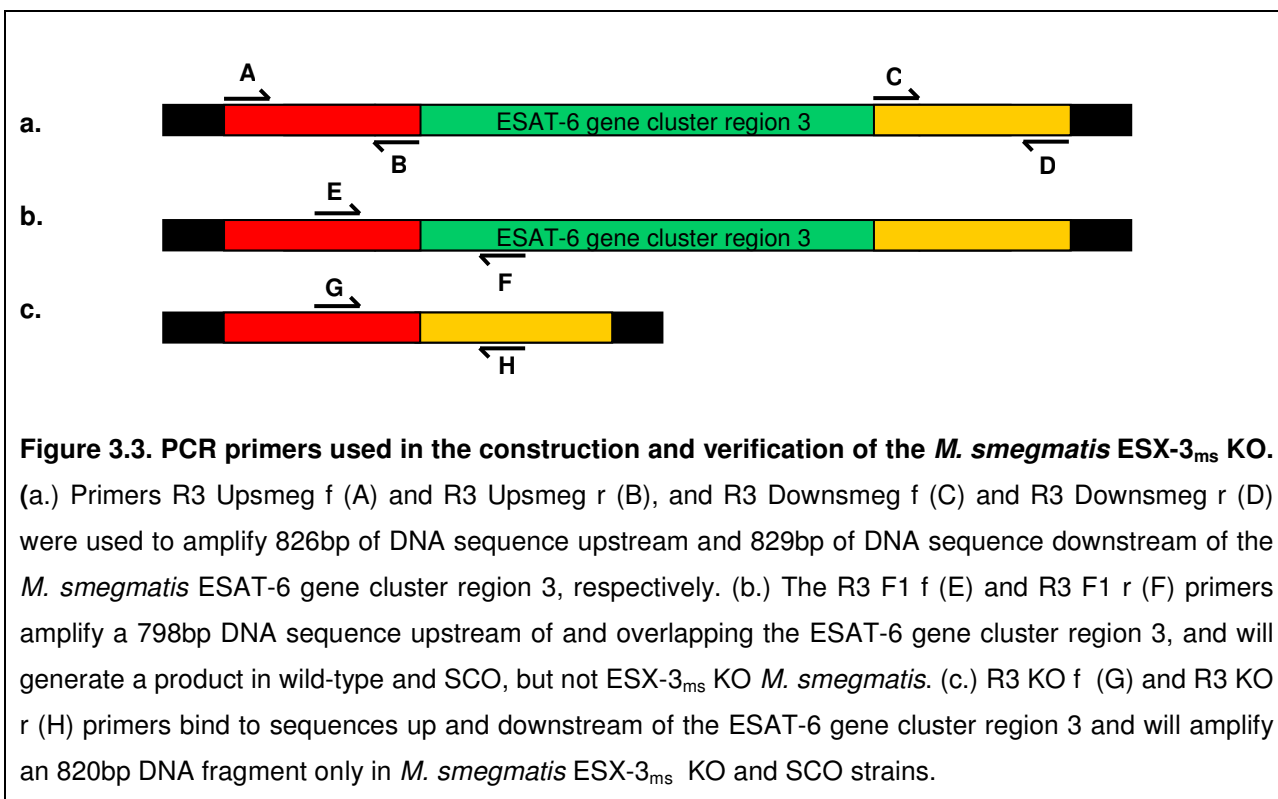 A
C
a.
ESAT-6 gene cluster region 3
B
D
E
b.
ESAT-6 gene cluster region 3
F
G
c.
H
Figure 3.3. PCR primers used in the construction and verification of the M. smegmatis ESX-3ms KO.
(a.) Primers R3 Upsmeg f (A) and R3 Upsmeg r (B), and R3 Downsmeg f (C) and R3 Downsmeg r (D)
were used to amplify 826bp of DNA sequence upstream and 829bp of DNA sequence downstream of the
M. smegmatis ESAT-6 gene cluster region 3, respectively. (b.) The R3 F1 f (E) and R3 F1 r (F) primers
amplify a 798bp DNA sequence upstream of and overlapping the ESAT-6 gene cluster region 3, and will
generate a product in wild-type and SCO, but not ESX-3ms KO M. smegmatis. (c.) R3 KO f (G) and R3 KO
r (H) primers bind to sequences up and downstream of the ESAT-6 gene cluster region 3 and will amplify
an 820bp DNA fragment only in M. smegmatis ESX-3ms KO and SCO strains.